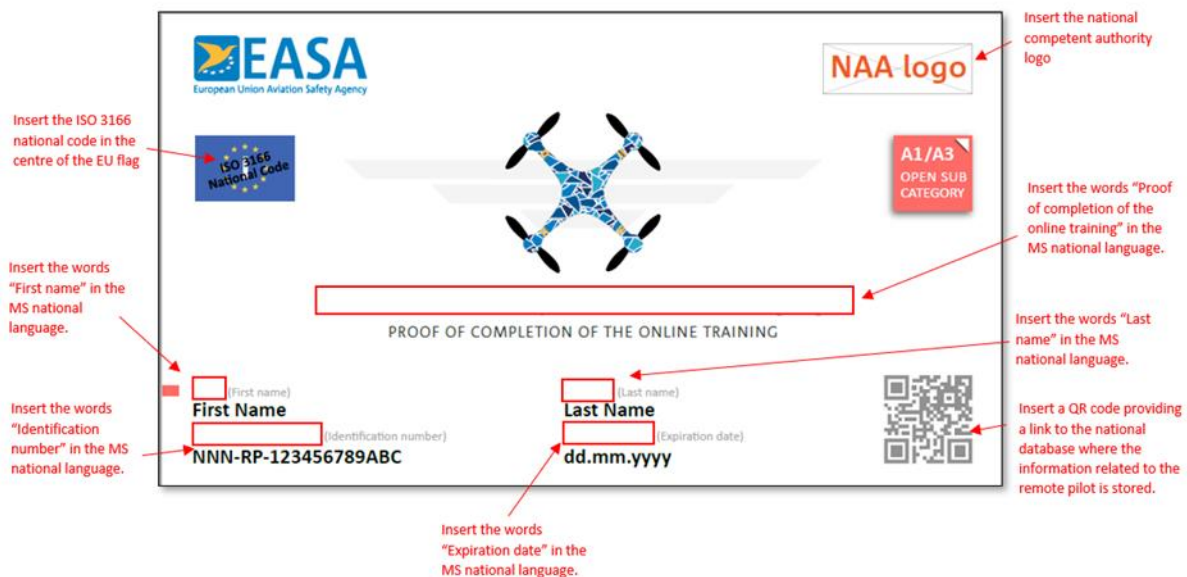 Insert the national
competent authority
logo
EASA
European Union Aviation Safety Agency
NAA logo
Insert the ISO 3166
national code in the
centre of the EU flag
ISO 3166
National Code
A1/A3
OPEN SUB
CATEGORY
Insert the words “Proof
of completion of the
online training” in the
MS national language.
Insert the words
“First name” in the
MS national
language.
PROOF OF COMPLETION OF THE ONLINE TRAINING
Insert the words “Last
name” in the MS
national language.
(First name)
First Name
(Last name)
Last Name
Insert the words
“Identification
number” in the MS
national language.
(Identification number)
NNN-RP-123456789ABC
(Expiration date)
dd.mm.yyyy
Insert a QR code providing
a link to the national
database where the
information related to the
remote pilot is stored.
Insert the words
“Expiration date” in the
MS national language.